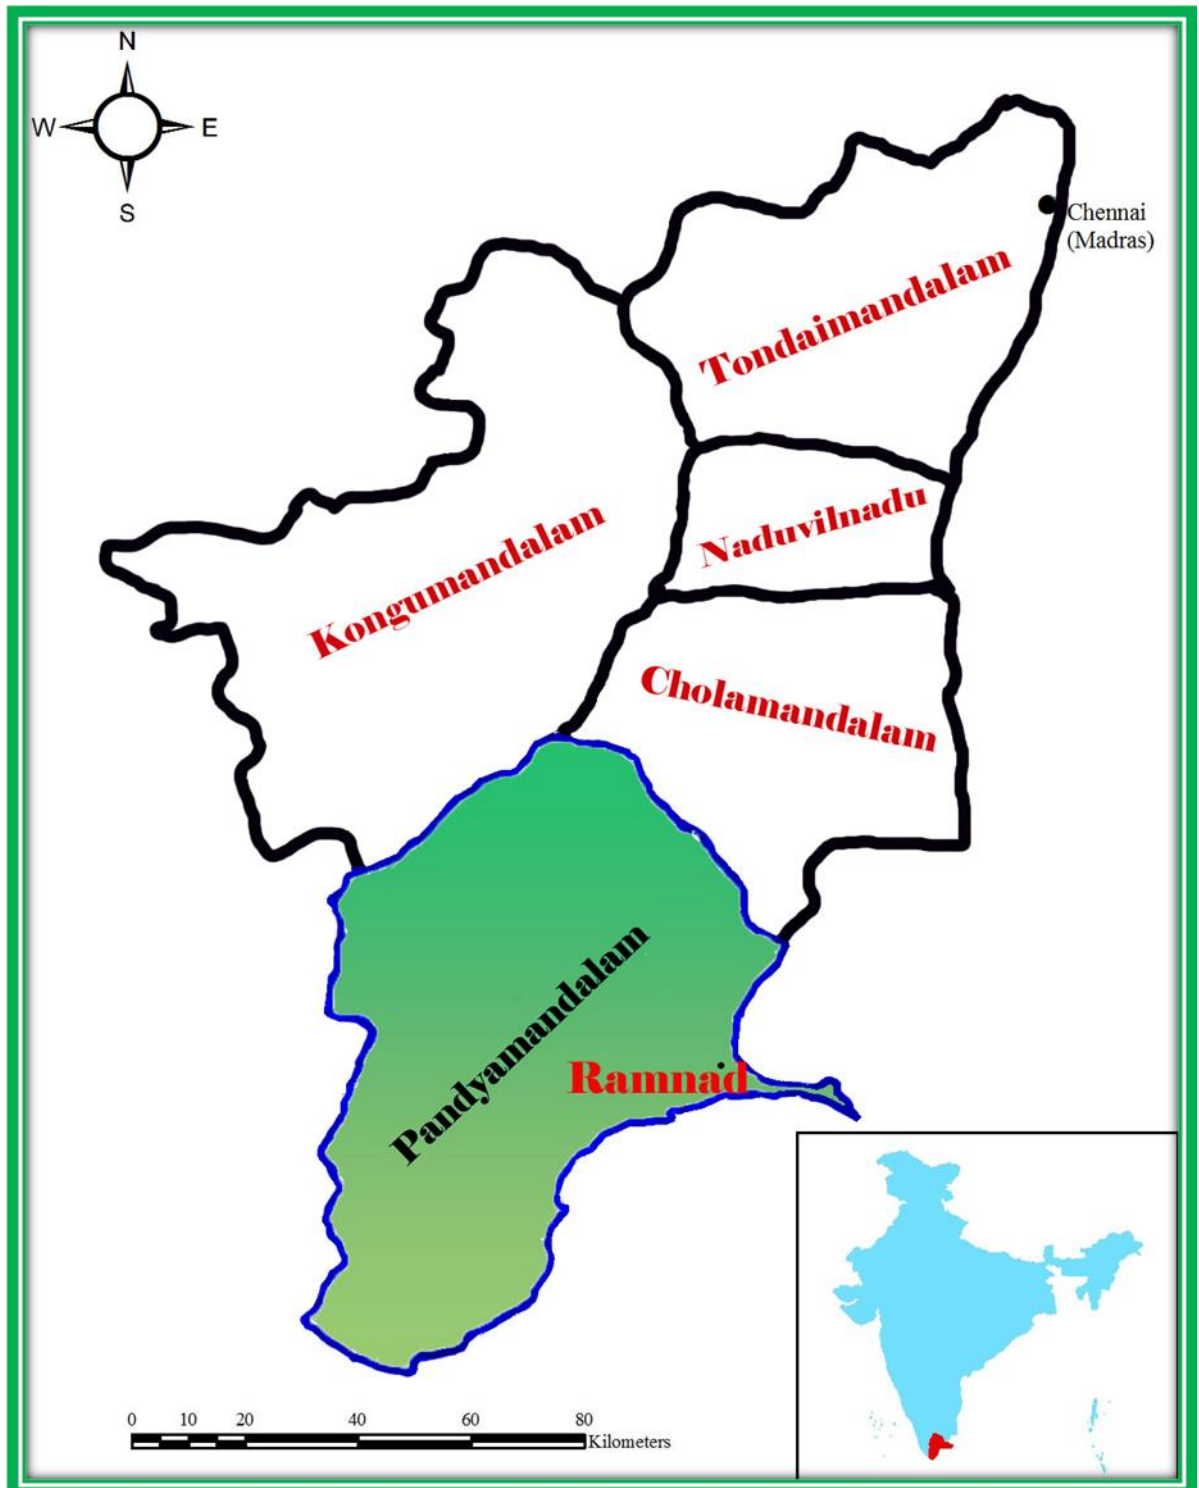 N
W E
S
Chennai
(Madras)
Tondaimandalam
Naduvilnadu
Kongumandalam
Cholamandalam
Pandyamandalam
Ramnad
0 10 20 40 60 80
Kilometers